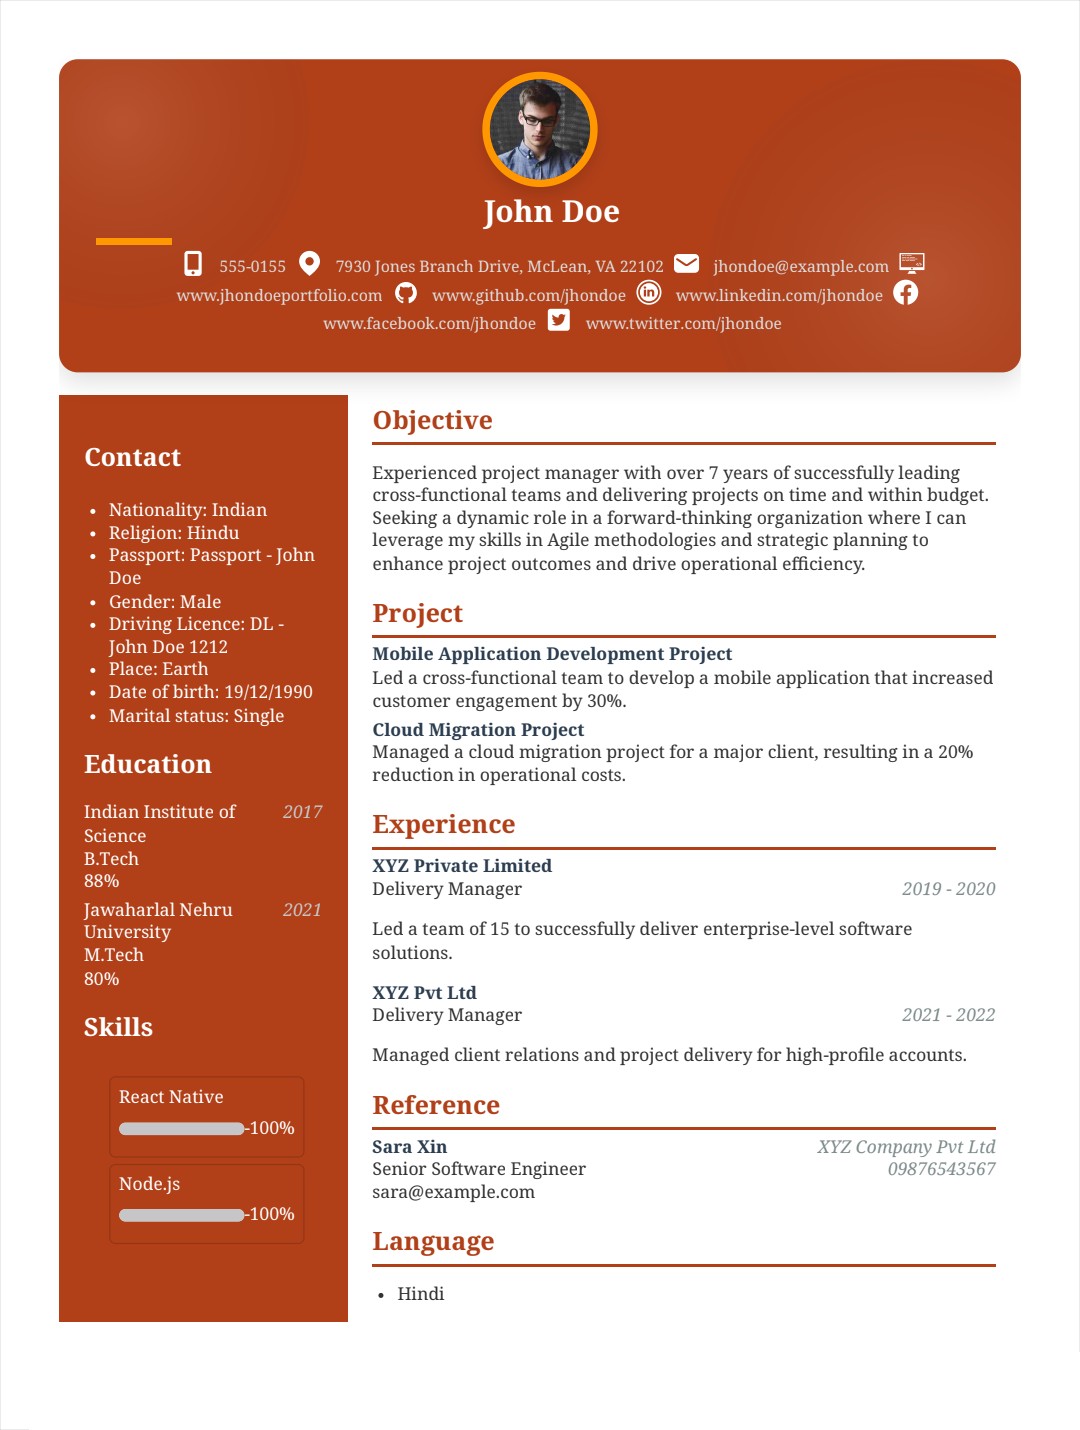 John Doe
555-0155 7930 Jones Branch Drive, McLean, VA 22102 jhondoe@example.com
www.jhondoeportfolio.com www.github.com/jhondoe www.linkedin.com/jhondoe
www.facebook.com/jhondoe www.twitter.com/jhondoe
Contact
• Nationality: Indian
• Religion: Hindu
• Passport: Passport - John
Doe
• Gender: Male
• Driving Licence: DL -
John Doe 1212
• Place: Earth
• Date of birth: 19/12/1990
• Marital status: Single
Education
Indian Institute of 2017
Science
B.Tech
88%
Jawaharlal Nehru 2021
University
M.Tech
80%
Skills
React Native
-100%
Node.js
-100%
Objective
Experienced project manager with over 7 years of successfully leading
cross-functional teams and delivering projects on time and within budget.
Seeking a dynamic role in a forward-thinking organization where I can
leverage my skills in Agile methodologies and strategic planning to
enhance project outcomes and drive operational efficiency.
Project
Mobile Application Development Project
Led a cross-functional team to develop a mobile application that increased
customer engagement by 30%.
Cloud Migration Project
Managed a cloud migration project for a major client, resulting in a 20%
reduction in operational costs.
Experience
XYZ Private Limited
Delivery Manager 2019 - 2020
Led a team of 15 to successfully deliver enterprise-level software
solutions.
XYZ Pvt Ltd
Delivery Manager 2021 - 2022
Managed client relations and project delivery for high-profile accounts.
Reference
Sara Xin XYZ Company Pvt Ltd
Senior Software Engineer 09876543567
sara@example.com
Language
• Hindi